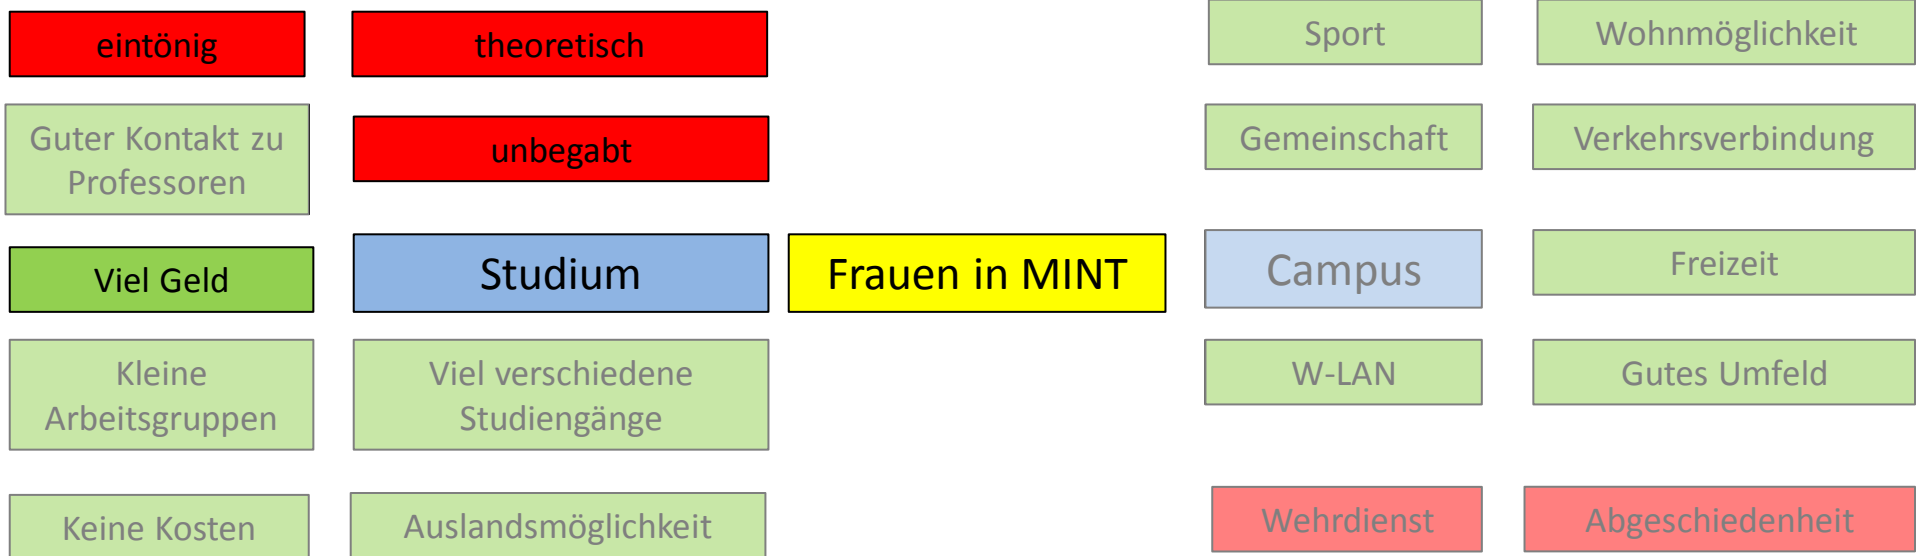 eintönig
theoretisch
Sport
Wohnmöglichkeit
Guter Kontakt zu
Professoren
unbegabt
Gemeinschaft
Verkehrsverbindung
Viel Geld
Studium
Frauen in MINT
Campus
Freizeit
Kleine
Arbeitsgruppen
Viel verschiedene
Studiengänge
W-LAN
Gutes Umfeld
Keine Kosten
Auslandsmöglichkeit
Wehrdienst
Abgeschiedenheit